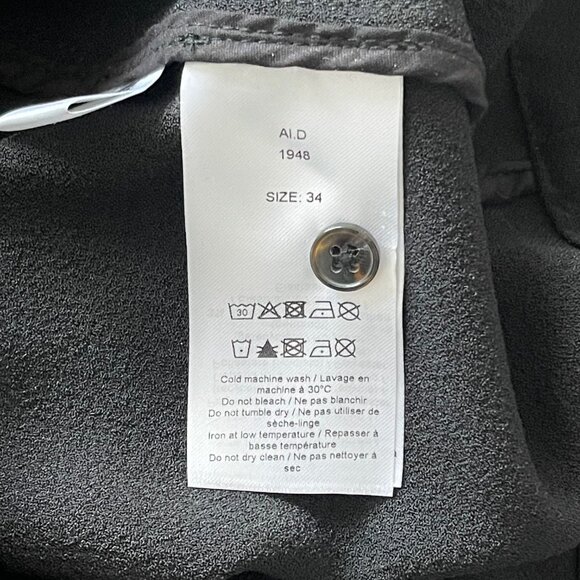 AI.D
1948
SIZE: 34
30
Cold machine wash / Lavage en
machine à 30°C
Do not bleach / Ne pas blanchir
Do not tumble dry / Ne pas utiliser de
sèche-linge
Iron at low temperature / Repasser à
basse température
Do not dry clean / Ne pas nettoyer à
sec